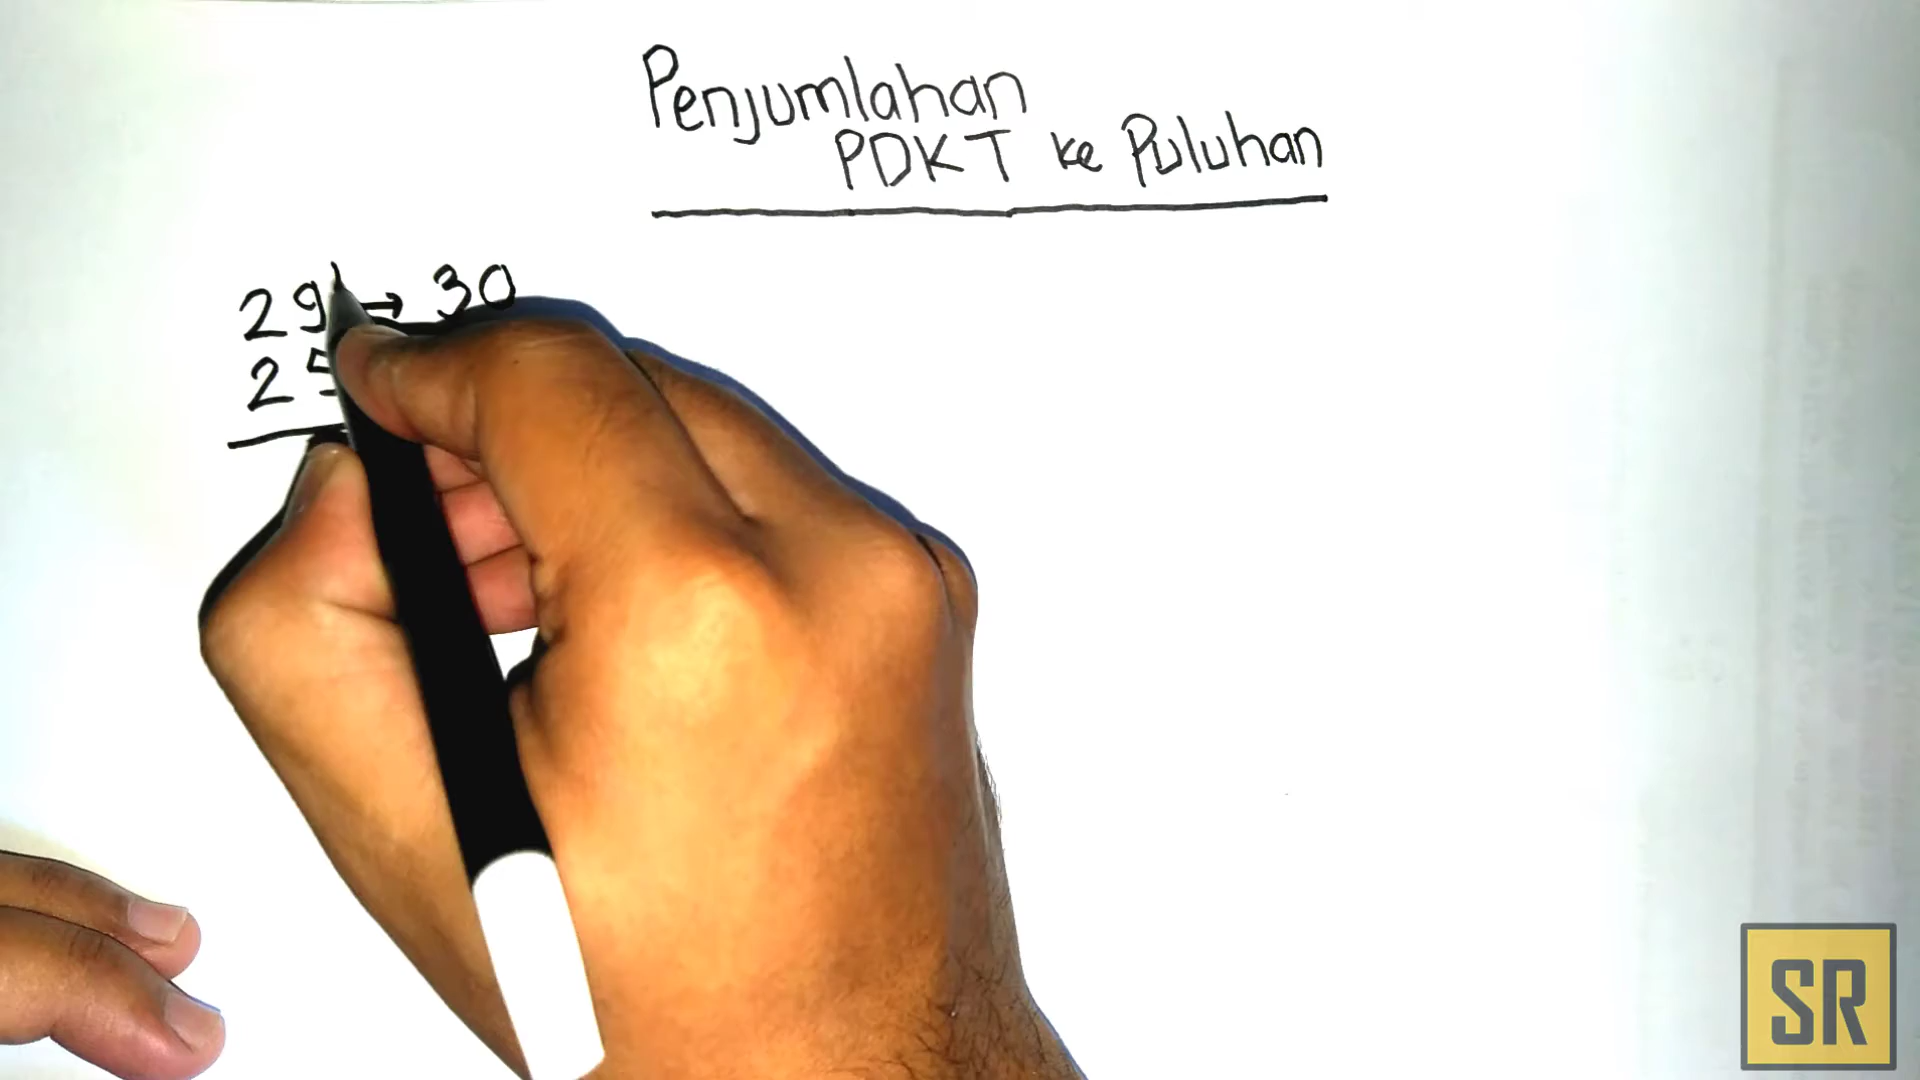 Penjumlahan
PDKT ke Puluhan
29 → 30
25
SR